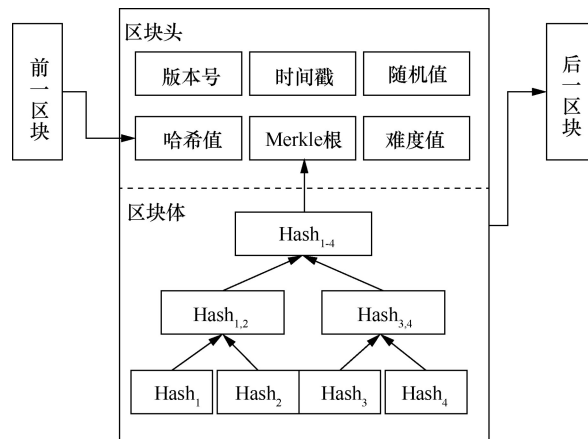 区块头
版本号 时间戳 随机值
前一区块
后一区块
哈希值 Merkle根 难度值
区块体
Hash1-4
Hash1,2 Hash3,4
Hash1 Hash2 Hash3 Hash4